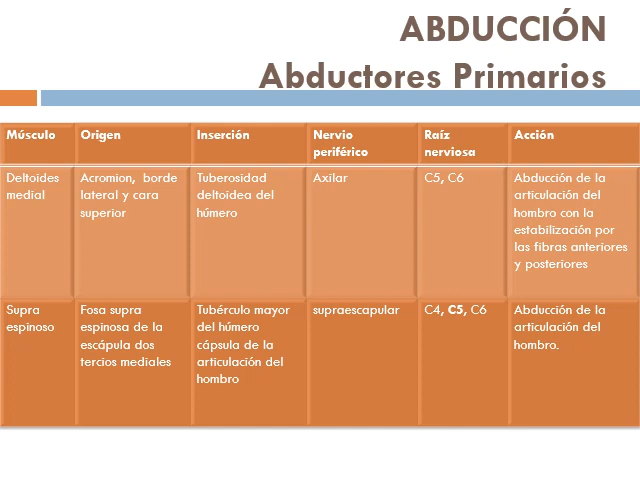 ABDUCCIÓN
Abductores Primarios
Músculo Origen Inserción Nervio periférico Raíz nerviosa Acción
Deltoides
medial
Acromion, borde
lateral y cara
superior
Tuberosidad
deltoidea del
húmero
Axilar
C5, C6
Abducción de la
articulación del
hombro con la
estabilización por
las fibras anteriores
y posteriores
Supra
espinoso
Fosa supra
espinosa de la
escápula dos
tercios mediales
Tubérculo mayor
del húmero
cápsula de la
articulación del
hombro
supraescapular
C4, C5, C6
Abducción de la
articulación del
hombro.